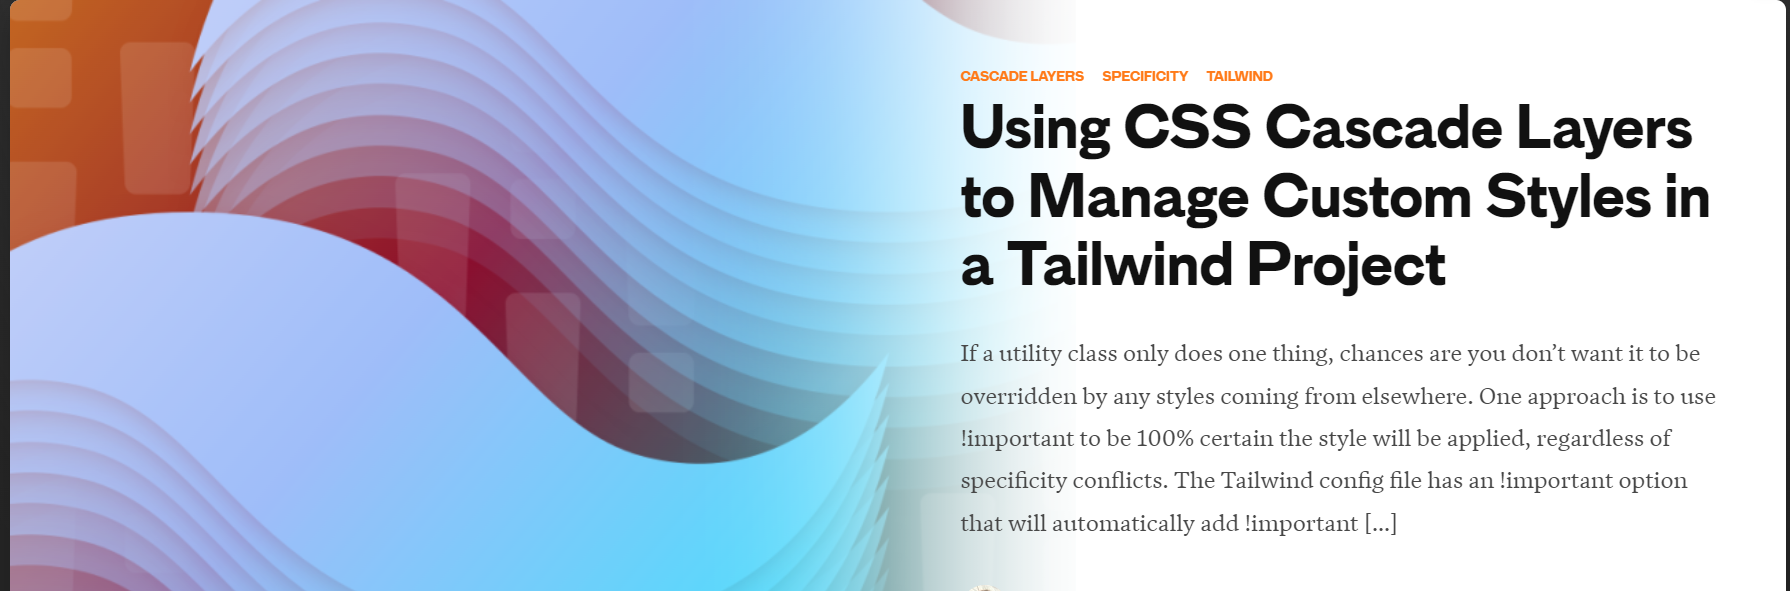 CASCADE LAYERS SPECIFICITY TAILWIND
Using CSS Cascade Layers
to Manage Custom Styles in
a Tailwind Project
If a utility class only does one thing, chances are you don’t want it to be
overridden by any styles coming from elsewhere. One approach is to use
!important to be 100% certain the style will be applied, regardless of
specificity conflicts. The Tailwind config file has an !important option
that will automatically add !important […]